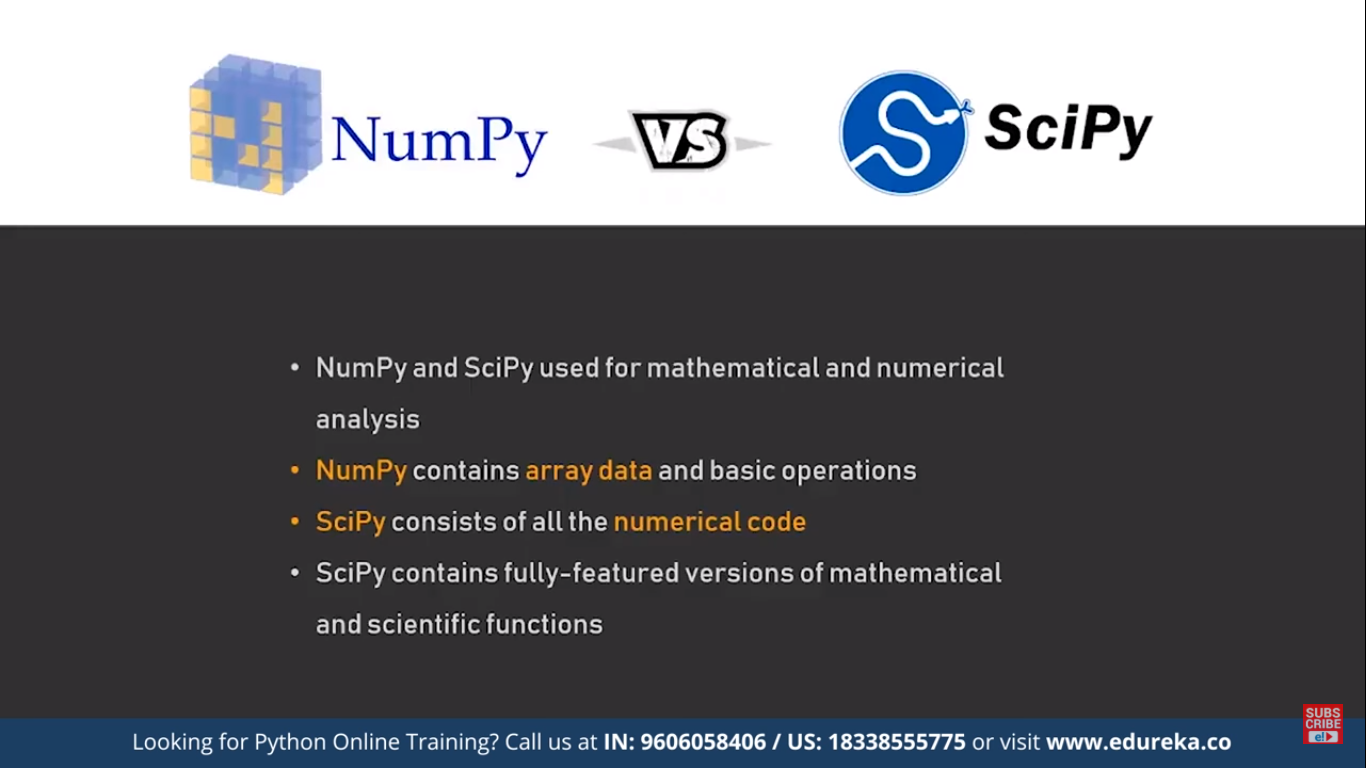 NumPy VS SciPy
• NumPy and SciPy used for mathematical and numerical
analysis
• NumPy contains array data and basic operations
• SciPy consists of all the numerical code
• SciPy contains fully-featured versions of mathematical
and scientific functions
SUBS
CRIBE
e!
Looking for Python Online Training? Call us at IN: 9606058406 / US: 18338555775 or visit www.edureka.co